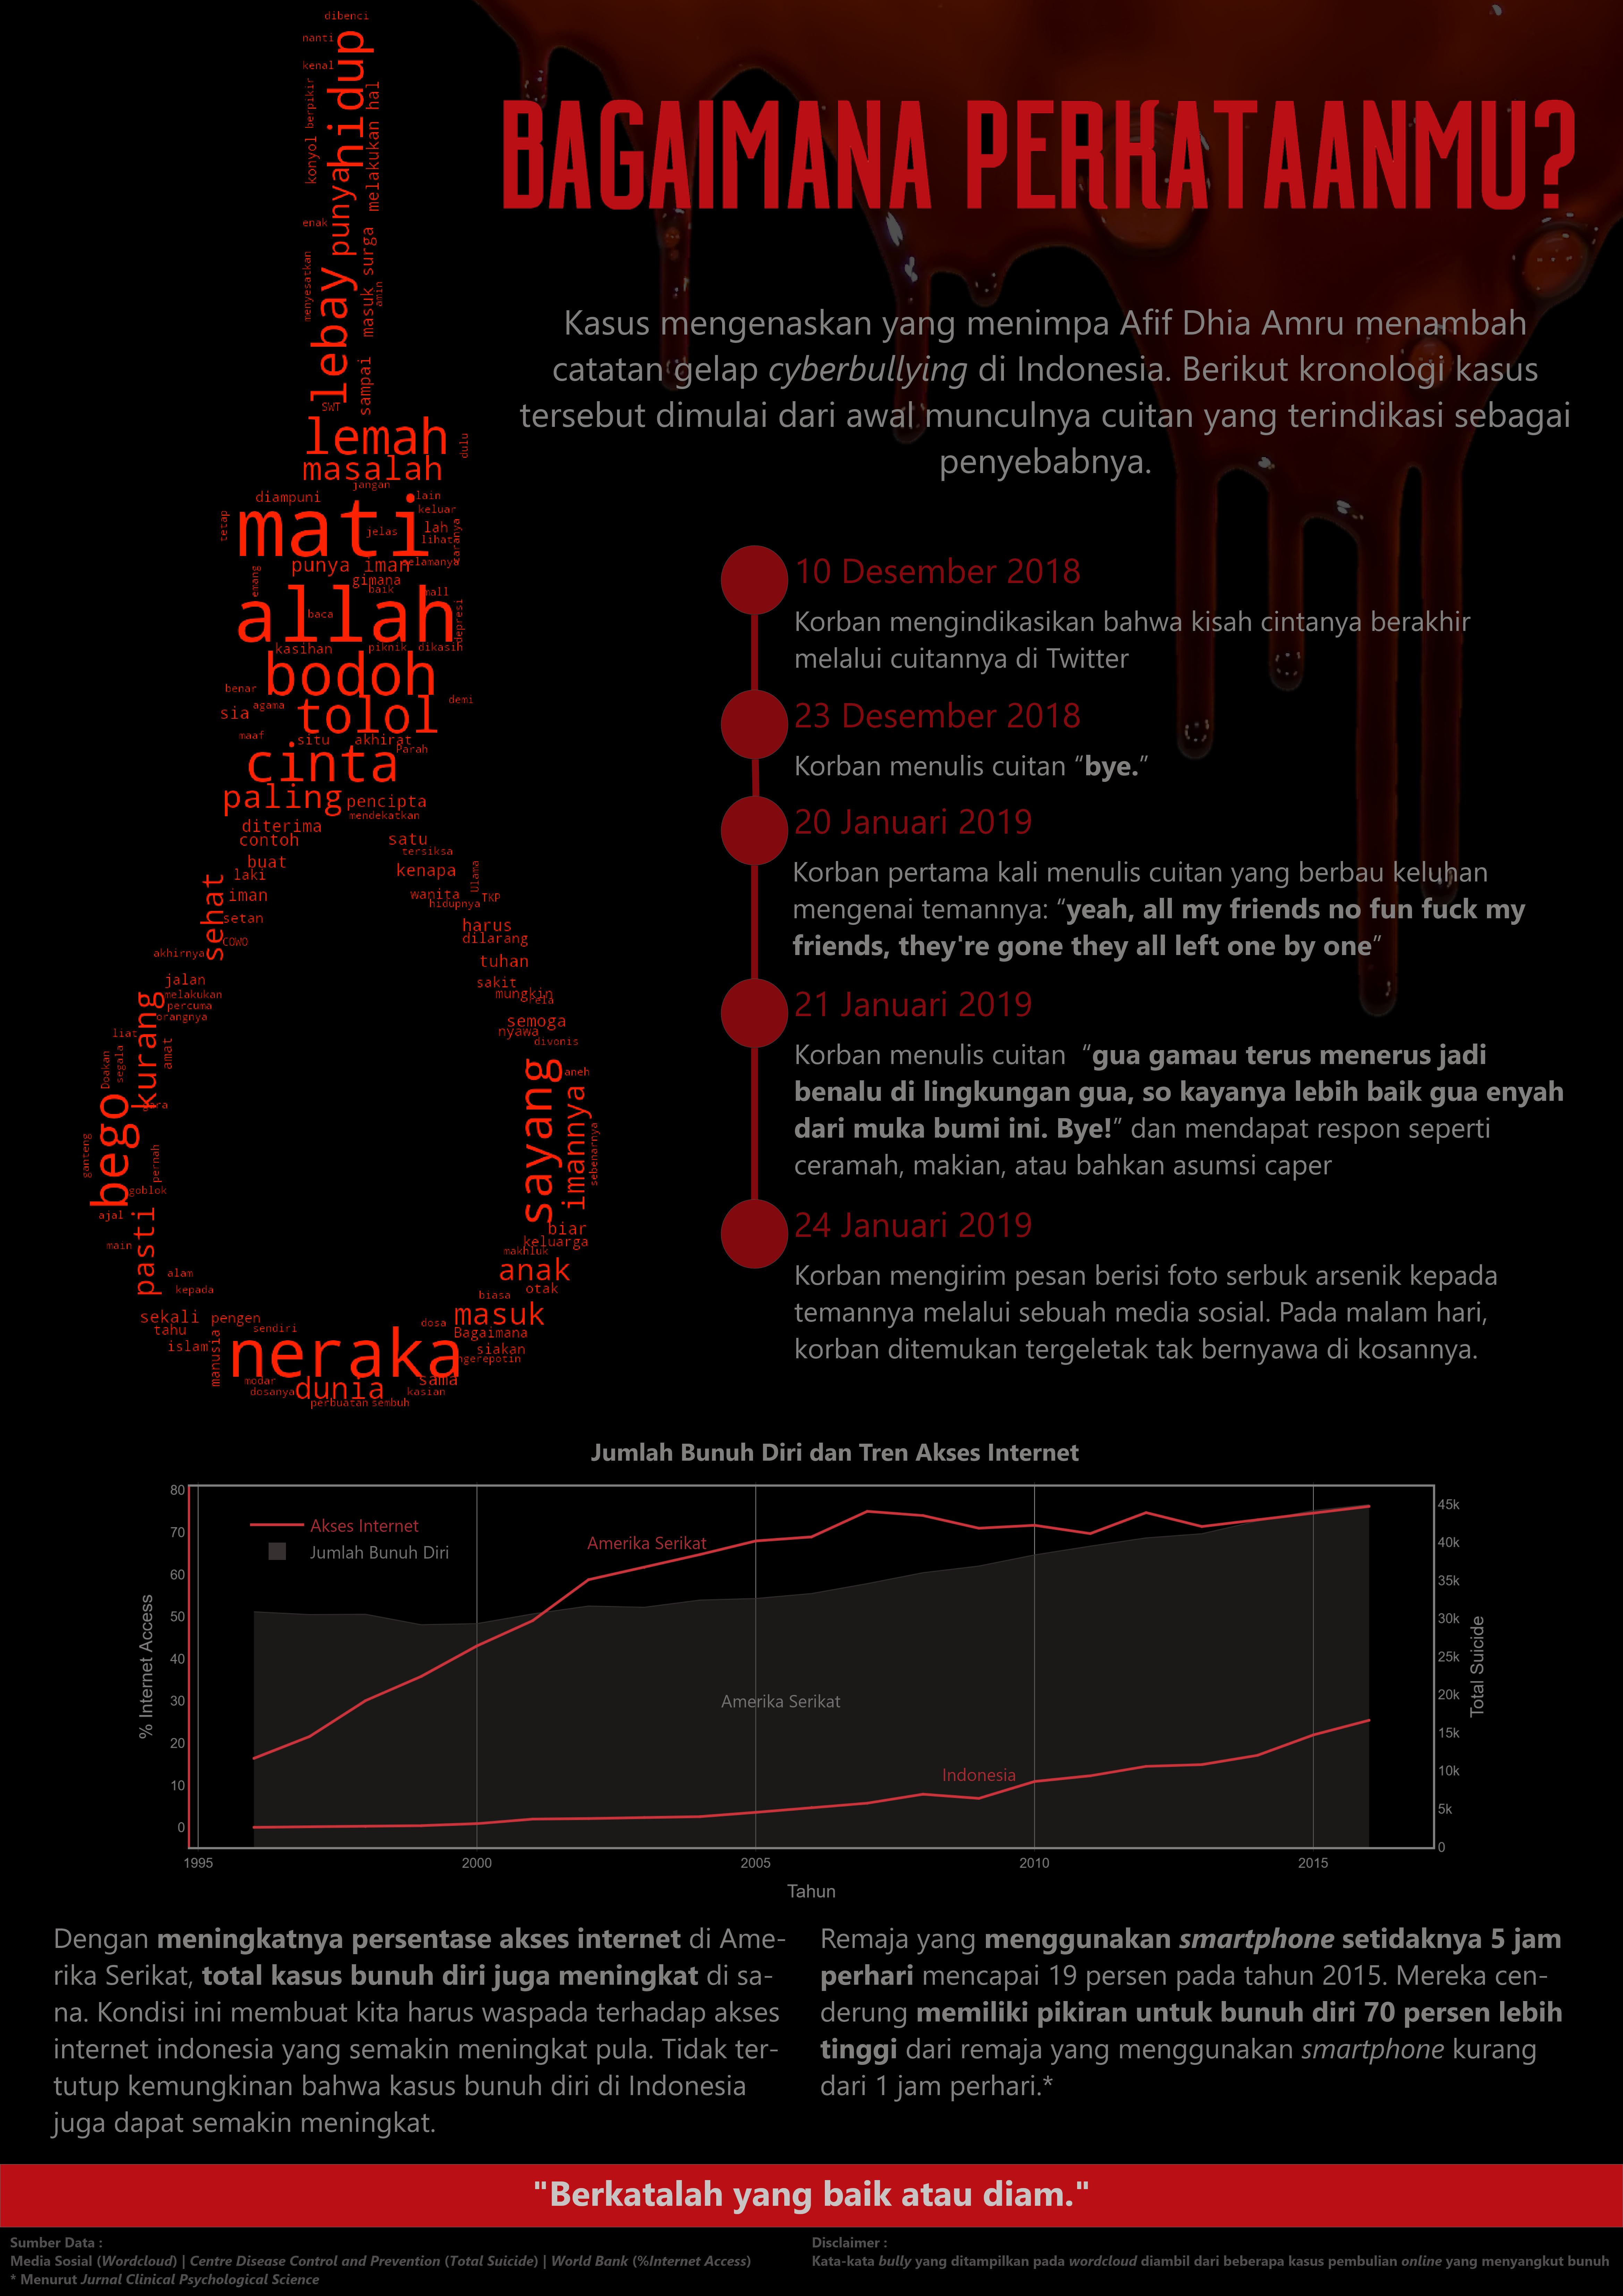 BAGAIMANA PERKATAANMU?
Kasus mengenaskan yang menimpa Afif Dhia Amru menambah
catatan gelap cyberbullying di Indonesia. Berikut kronologi kasus
tersebut dimulai dari awal munculnya cuitan yang terindikasi sebagai
penyebabnya.
dibenci
nanti
hidup
kenal
berpikir
konyol
melakukan hal
punya
enak
surga
menyesatkan
amin
masuk
lebay
sampai
SWT
lemah
dulu
masalah
jangan
diampuni
lain
keluar
tetap
mati
jelas
lah
lihat
caranya
punya iman
selamanya
emang
gimana
baik
mall
allah
baca
depresi
kasihan
piknik
dikasih
bodoh
benar
agama
demi
sia
tolol
maaf
situ
akhirat
Parah
cinta
paling
pencipta
mendekatkan
diterima
contoh
satu
tersiksa
buat
laki
kenapa
Ulama
sehat
iman
wanita
TKP
hidupnya
setan
harus
COWO
dilarang
akhirnya
tuhan
jalan
sakit
melakukan
mungkin
rela
percuma
orangnya
semoga
kurang
liat
nyawa
amat
divonis
Doakan
segala
aneh
sayang
imannya
bego
ganteng
pernah
sebenarnya
goblok
ajal
pasti
biar
main
keluarga
makhluk
alam
anak
kepada
otak
biasa
sekali
pengen
masuk
tahu
sendiri
dosa
Bagaimana
islam
manusia
neraka
siakan
ngerepotin
modar
sama
dosanya
dunia
kasian
perbuatan
sembuh
10 Desember 2018
Korban mengindikasikan bahwa kisah cintanya berakhir
melalui cuitannya di Twitter
23 Desember 2018
Korban menulis cuitan “bye.”
20 Januari 2019
Korban pertama kali menulis cuitan yang berbau keluhan
mengenai temannya: “yeah, all my friends no fun fuck my
friends, they're gone they all left one by one”
21 Januari 2019
Korban menulis cuitan “gua gamau terus menerus jadi
benalu di lingkungan gua, so kayanya lebih baik gua enyah
dari muka bumi ini. Bye!” dan mendapat respon seperti
ceramah, makian, atau bahkan asumsi caper
24 Januari 2019
Korban mengirim pesan berisi foto serbuk arsenik kepada
temannya melalui sebuah media sosial. Pada malam hari,
korban ditemukan tergeletak tak bernyawa di kosannya.
Jumlah Bunuh Diri dan Tren Akses Internet
Akses Internet
Jumlah Bunuh Diri
Amerika Serikat
Amerika Serikat
Indonesia
% Internet Access
80
70
60
50
40
30
20
10
0
Total Suicide
45k
40k
35k
30k
25k
20k
15k
10k
5k
0
1995 2000 2005 2010 2015
Tahun
Dengan meningkatnya persentase akses internet di Ame-
rika Serikat, total kasus bunuh diri juga meningkat di sa-
na. Kondisi ini membuat kita harus waspada terhadap akses
internet indonesia yang semakin meningkat pula. Tidak ter-
tutup kemungkinan bahwa kasus bunuh diri di Indonesia
juga dapat semakin meningkat.
Remaja yang menggunakan smartphone setidaknya 5 jam
perhari mencapai 19 persen pada tahun 2015. Mereka cen-
derung memiliki pikiran untuk bunuh diri 70 persen lebih
tinggi dari remaja yang menggunakan smartphone kurang
dari 1 jam perhari.*
"Berkatalah yang baik atau diam."
Sumber Data :
Media Sosial (Wordcloud) | Centre Disease Control and Prevention (Total Suicide) | World Bank (%Internet Access)
* Menurut Jurnal Clinical Psychological Science
Disclaimer :
Kata-kata bully yang ditampilkan pada wordcloud diambil dari beberapa kasus pembulian online yang menyangkut bunuh